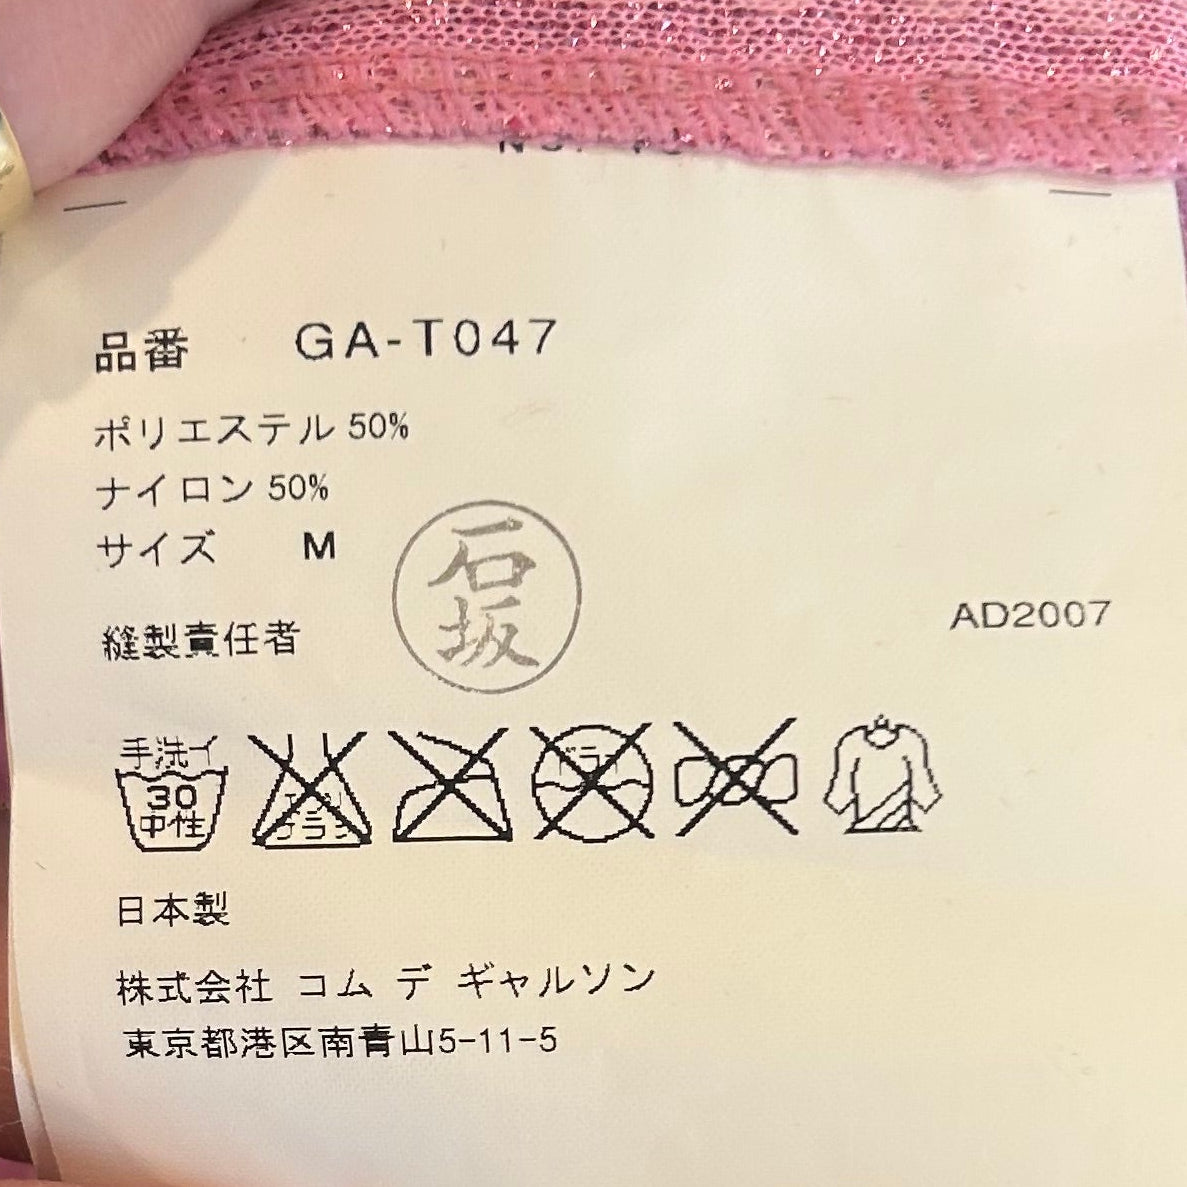 品番 GA-T047
ポリエステル 50%
ナイロン 50%
サイズ M
石坂
縫製責任者
AD2007
手洗イ
30
中性
日本製
株式会社 コム デ ギャルソン
東京都港区南青山5-11-5